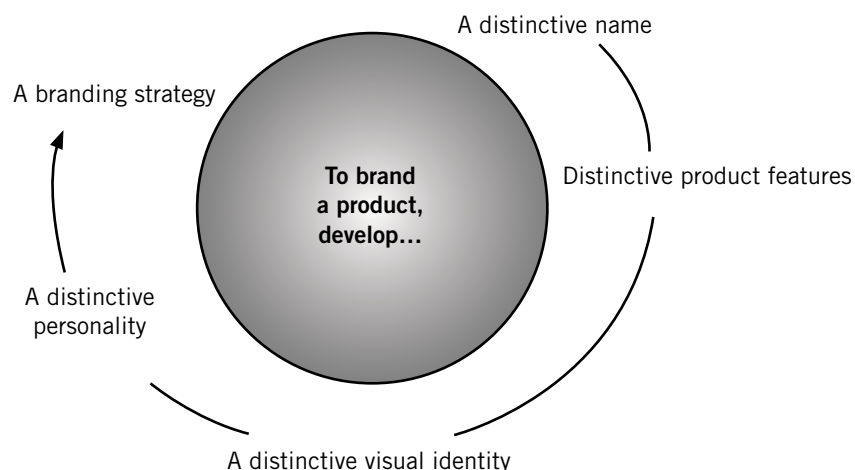 A distinctive name
A branding strategy
To brand
a product,
develop…
Distinctive product features
A distinctive
personality
A distinctive visual identity